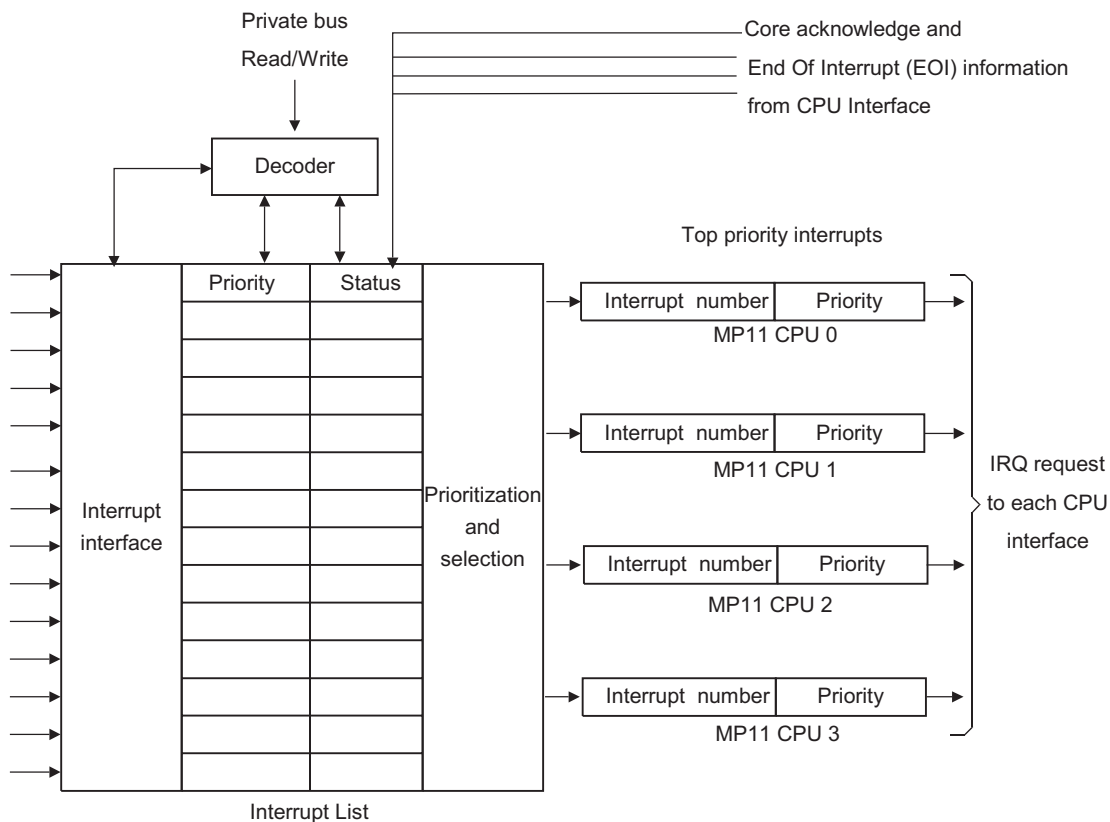 Private bus
Read/Write
Core acknowledge and
End Of Interrupt (EOI) information
from CPU Interface
Decoder
Top priority interrupts
Priority
Status
Interrupt number
Priority
MP11 CPU 0
Interrupt number
Priority
MP11 CPU 1
Interrupt
interface
Prioritization
and
selection
IRQ request
to each CPU
interface
Interrupt number
Priority
MP11 CPU 2
Interrupt number
Priority
MP11 CPU 3
Interrupt List